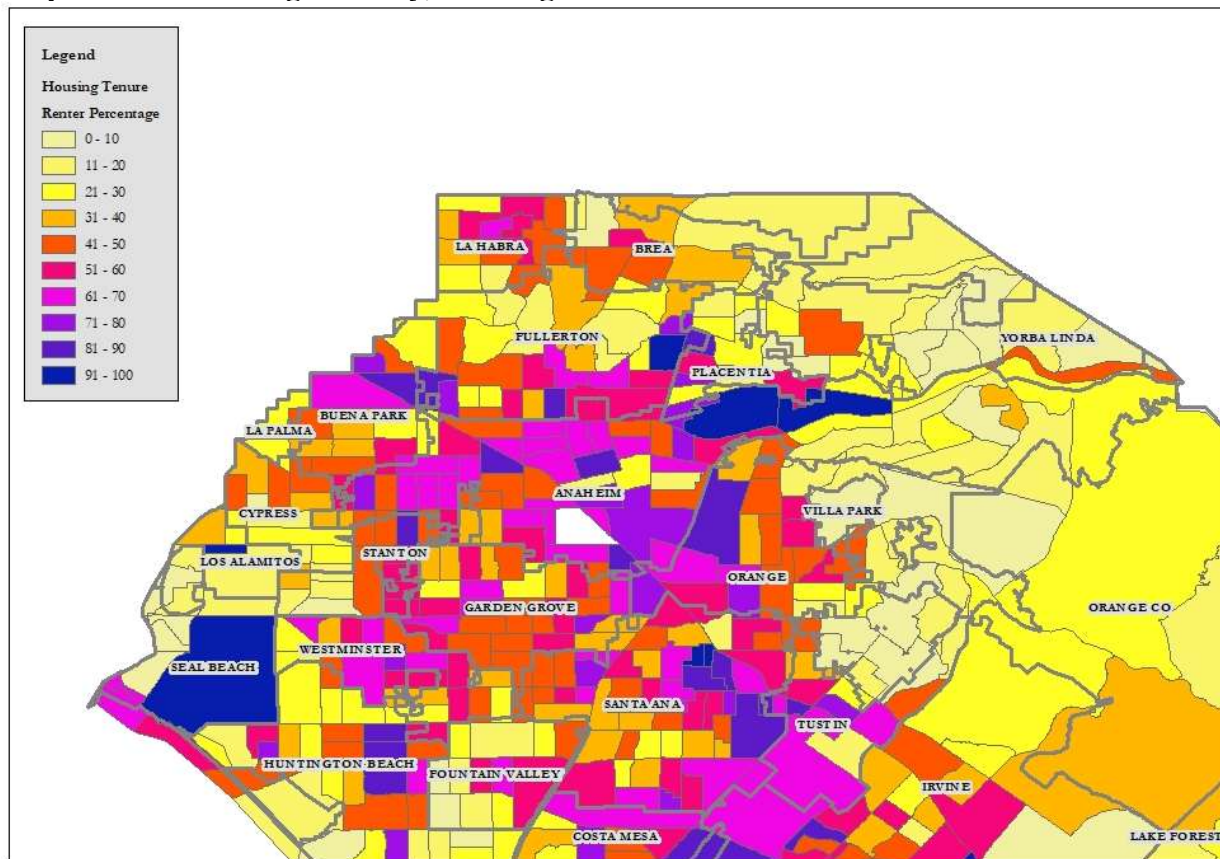 Legend
Housing Tenure
Renter Percentage
0 - 10
11 - 20
21 - 30
31 - 40
41 - 50
51 - 60
61 - 70
71 - 80
81 - 90
91 - 100
LA HABRA
BREA
FULLERTON
YORBA LINDA
PLACENTIA
BUENA PARK
LA PALMA
ANAHEIM
CYPRESS
VILLA PARK
STANTON
LOS ALAMITOS
ORANGE
GARDEN GROVE
ORANGE CO
WESTMINSTER
SEAL BEACH
SANTA ANA
TUSTIN
HUNTINGTON BEACH
FOUNTAIN VALLEY
IRVINE
COSTA MESA
LAKE FOREST